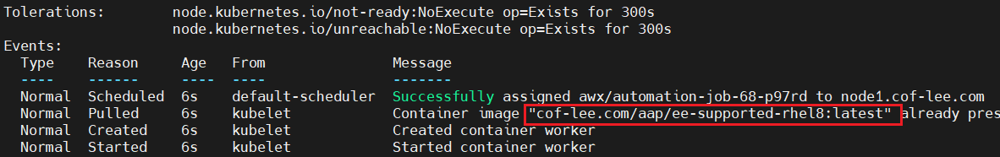 Tolerations: node.kubernetes.io/not-ready:NoExecute op=Exists for 300s
node.kubernetes.io/unreachable:NoExecute op=Exists for 300s
Events:
Type Reason Age From Message
---- ------ ---- ---- -------
Normal Scheduled 6s default-scheduler Successfully assigned awx/automation-job-68-p97rd to node1.cof-lee.com
Normal Pulled 6s kubelet Container image "cof-lee.com/aap/ee-supported-rhel8:latest" already pres
Normal Created 6s kubelet Created container worker
Normal Started 6s kubelet Started container worker